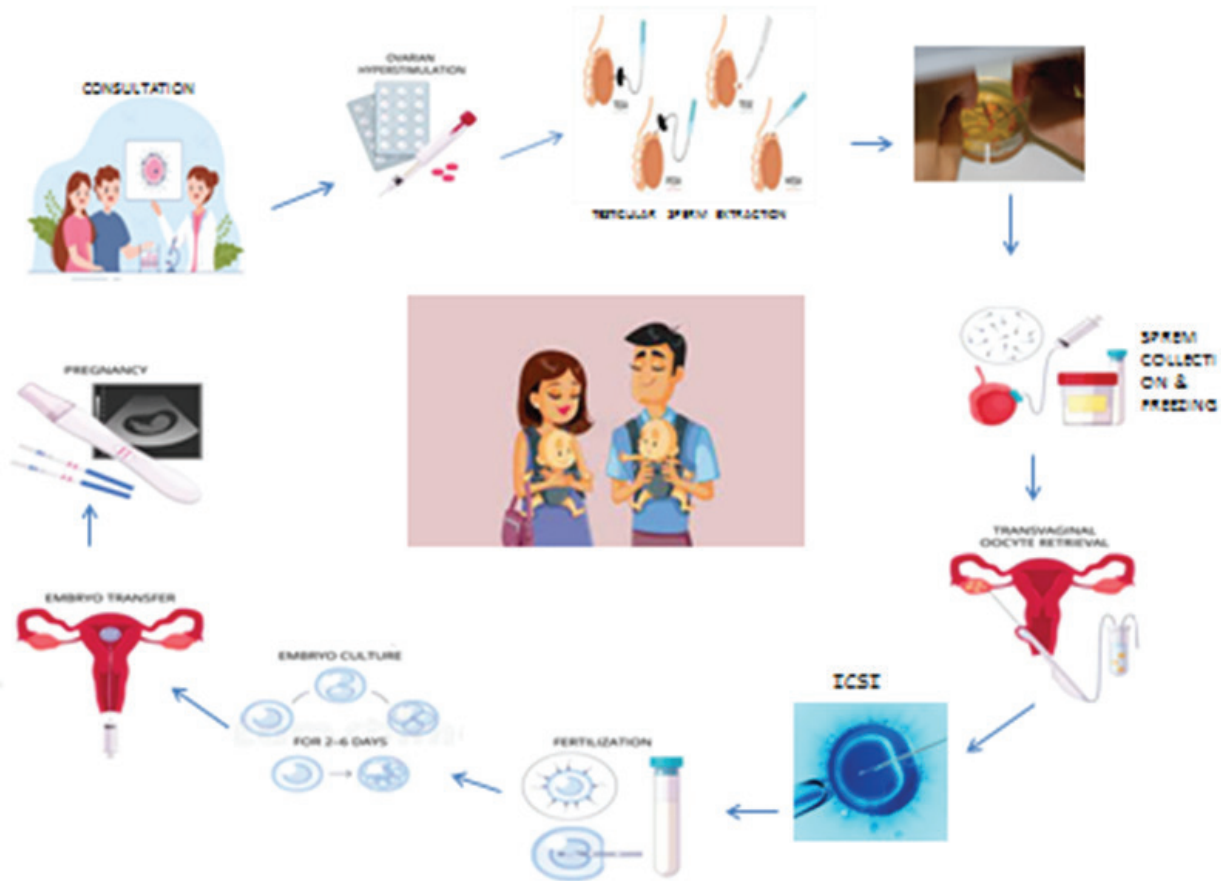 CONSULTATION
OVARIAN
HYPERSTIMULATION
TESTICULAR SPERM EXTRACTION
SPREM
COLLECTI
ON &
FREEZING
TRANSVAGINAL
OOCYTE RETRIEVAL
ICSI
FERTILIZATION
EMBRYO CULTURE
FOR 2–6 DAYS
EMBRYO TRANSFER
PREGNANCY